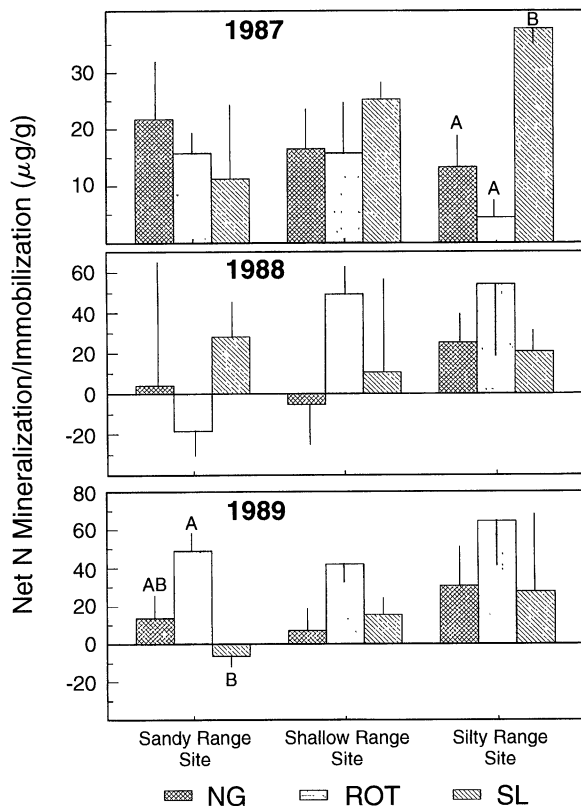 Net N Mineralization/Immobilization (μg/g)
1987
30
20
10
A
A
B
1988
60
40
20
0
-20
1989
80
60
40
20
0
-20
AB
A
B
Sandy Range
Site
Shallow Range
Site
Silty Range
Site
NG
ROT
SL